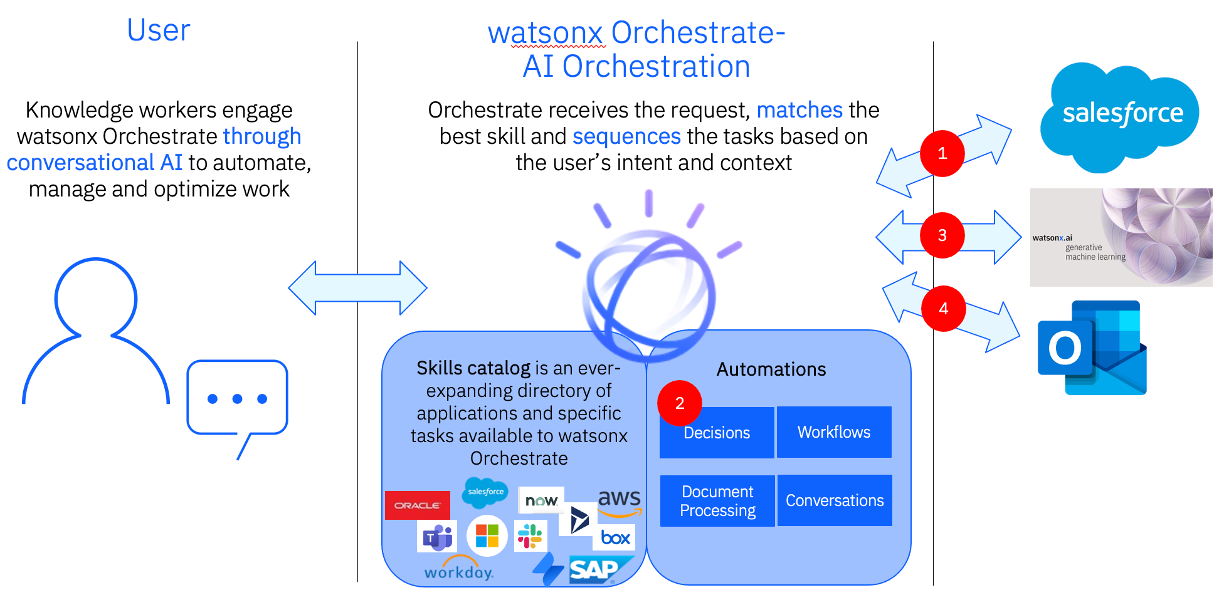 User
Knowledge workers engage
watsonx Orchestrate through
conversational AI to automate,
manage and optimize work
watsonx Orchestrate-
AI Orchestration
Orchestrate receives the request, matches the
best skill and sequences the tasks based on
the user's intent and context
Skills catalog is an ever-
expanding directory of
applications and specific
tasks available to watsonx
Orchestrate
ORACLE
salesforce
now
aws
T
box
workday.
SAP
Automations
2
Decisions
Workflows
Document
Processing
Conversations
1
salesforce
3
watsonx.ai
generative
machine learning
4
O